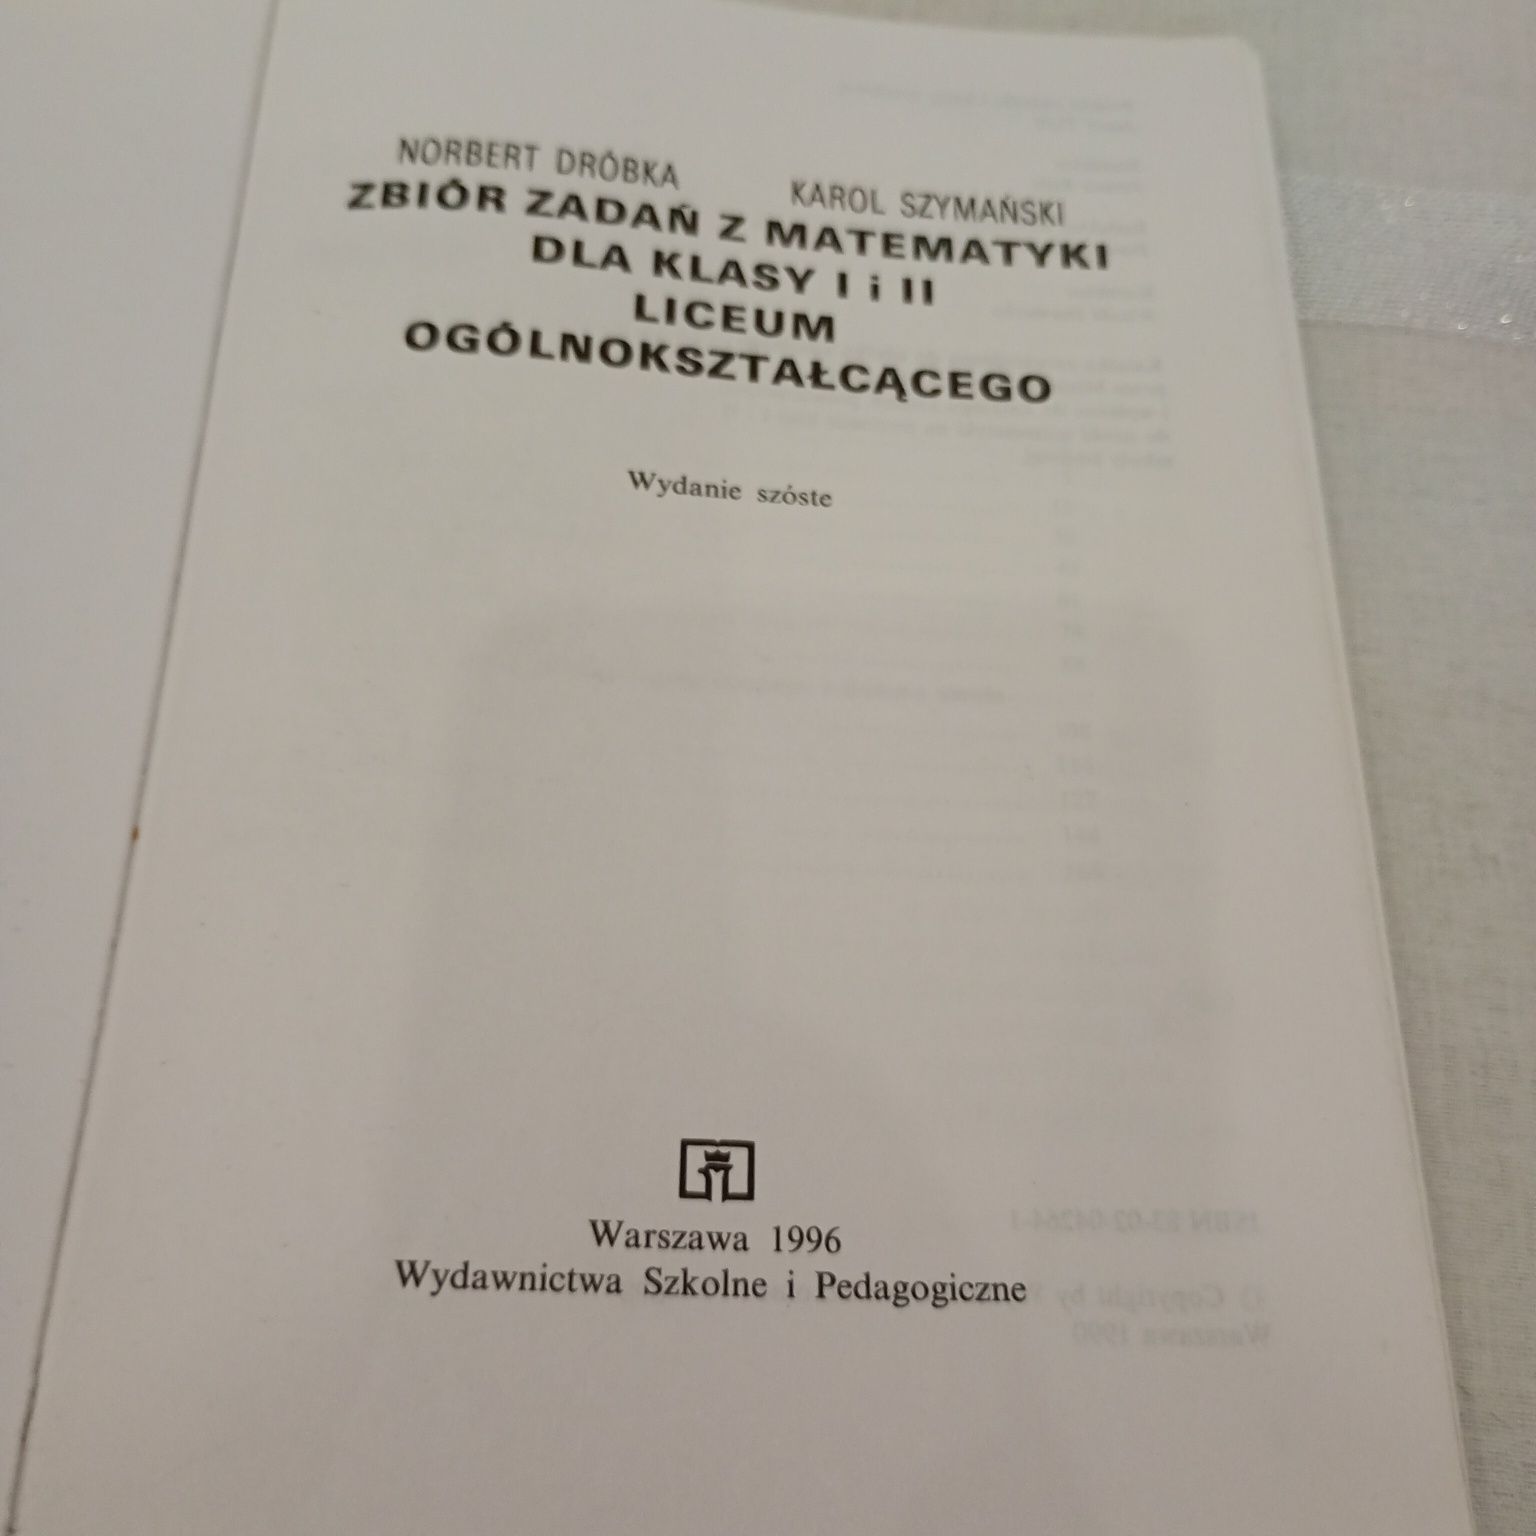 NORBERT DRÓBKA KAROL SZYMAŃSKI
ZBIÓR ZADAŃ Z MATEMATYKI
DLA KLASY I i II
LICEUM
OGÓLNOKSZTAŁCĄCEGO
Wydanie szóste
Warszawa 1996
Wydawnictwa Szkolne i Pedagogiczne